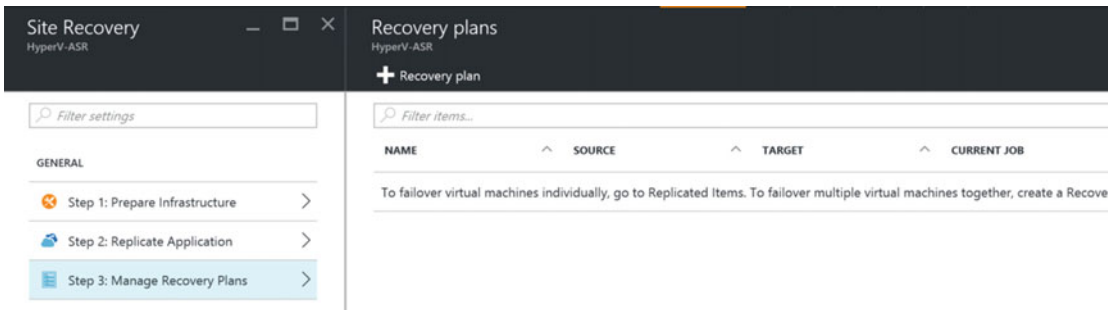 Site Recovery
HyperV-ASR
Filter settings
GENERAL
Step 1: Prepare Infrastructure
Step 2: Replicate Application
Step 3: Manage Recovery Plans
Recovery plans
HyperV-ASR
Recovery plan
Filter items...
NAME SOURCE TARGET CURRENT JOB
To failover virtual machines individually, go to Replicated Items. To failover multiple virtual machines together, create a Recove